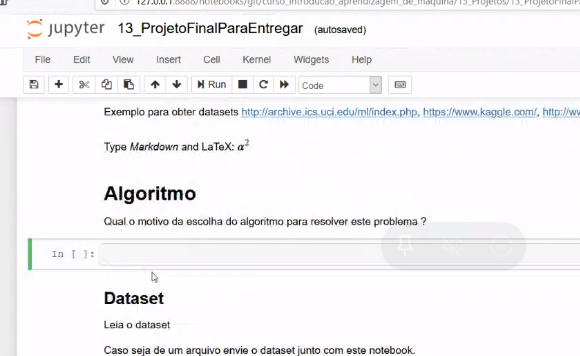 127.0.0.1:8888/notebooks/git/curso_introducao_aprendizagem_de_maquina/13_Projetos/13_ProjetoFinalPar
jupyter 13_ProjetoFinalParaEntregar (autosaved)
File Edit View Insert Cell Kernel Widgets Help
Run Code
Exemplo para obter datasets http://archive.ics.uci.edu/ml/index.php, https://www.kaggle.com/, http://ww
Type Markdown and LaTeX: α²
Algoritmo
Qual o motivo da escolha do algoritmo para resolver este problema ?
In [ ]:
Dataset
Leia o dataset
Caso seja de um arquivo envie o dataset junto com este notebook.